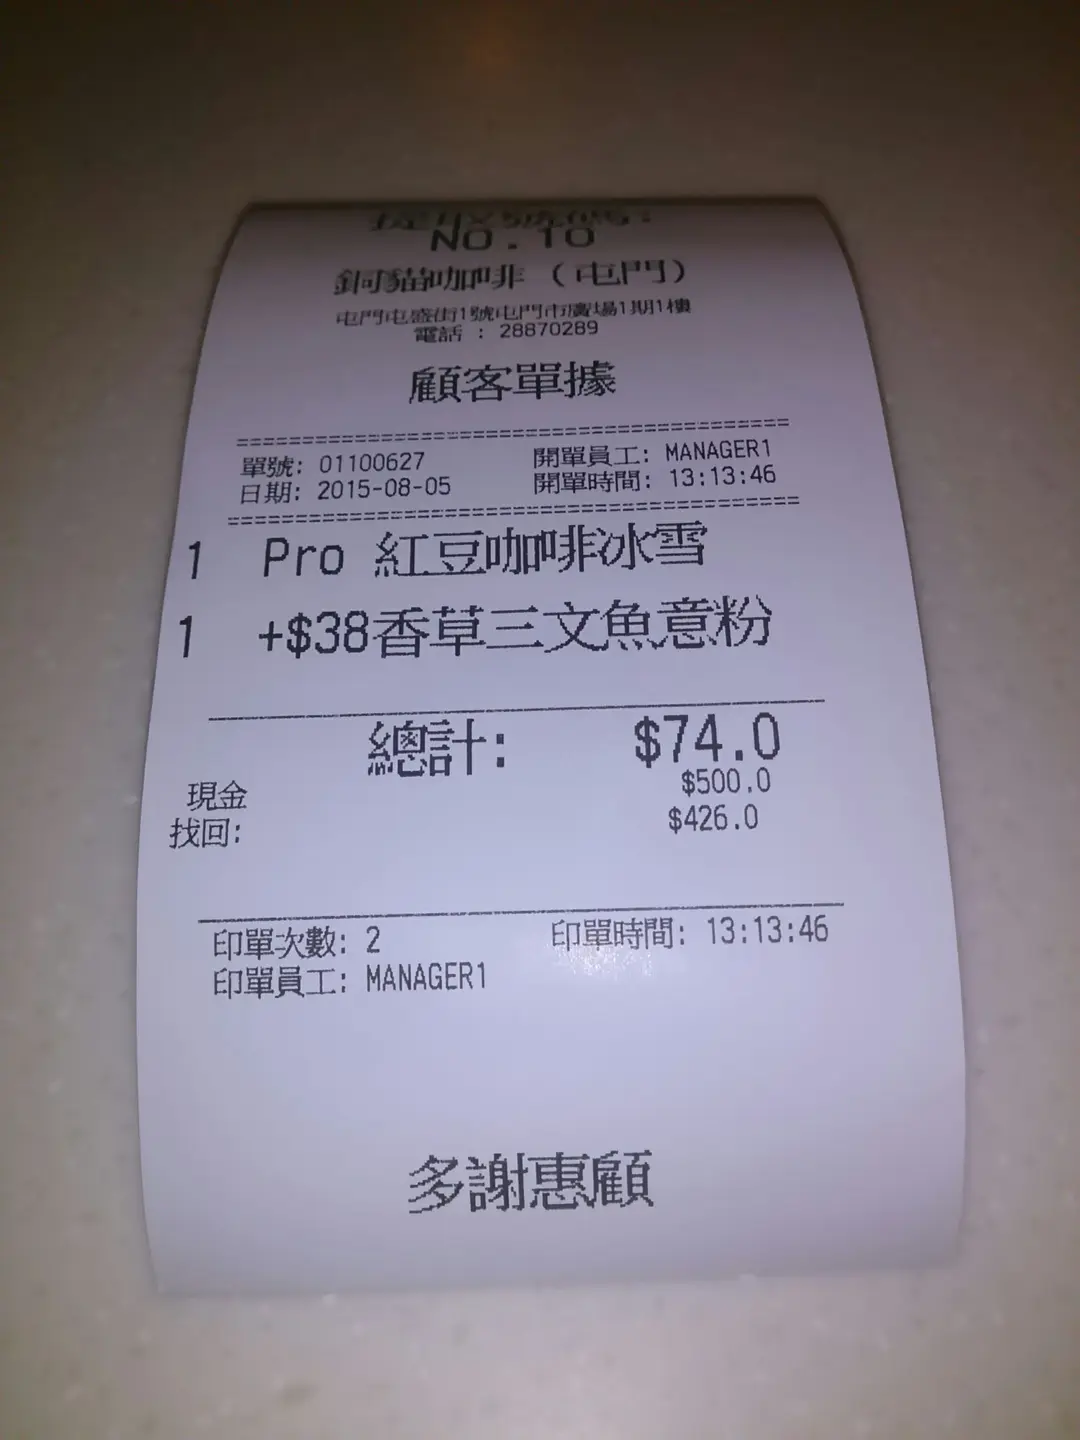 提取號碼:
NO.10
銅貓咖啡（屯門）
屯門屯盛街1號屯門市廣場1期1樓
電話 : 28870289
顧客單據
單號: 01100627 開單員工: MANAGER1
日期: 2015-08-05 開單時間: 13:13:46
1 Pro 紅豆咖啡冰雪
1 +$38香草三文魚意粉
總計: $74.0
現金 $500.0
找回: $426.0
印單次數: 2 印單時間: 13:13:46
印單員工: MANAGER1
多謝惠顧